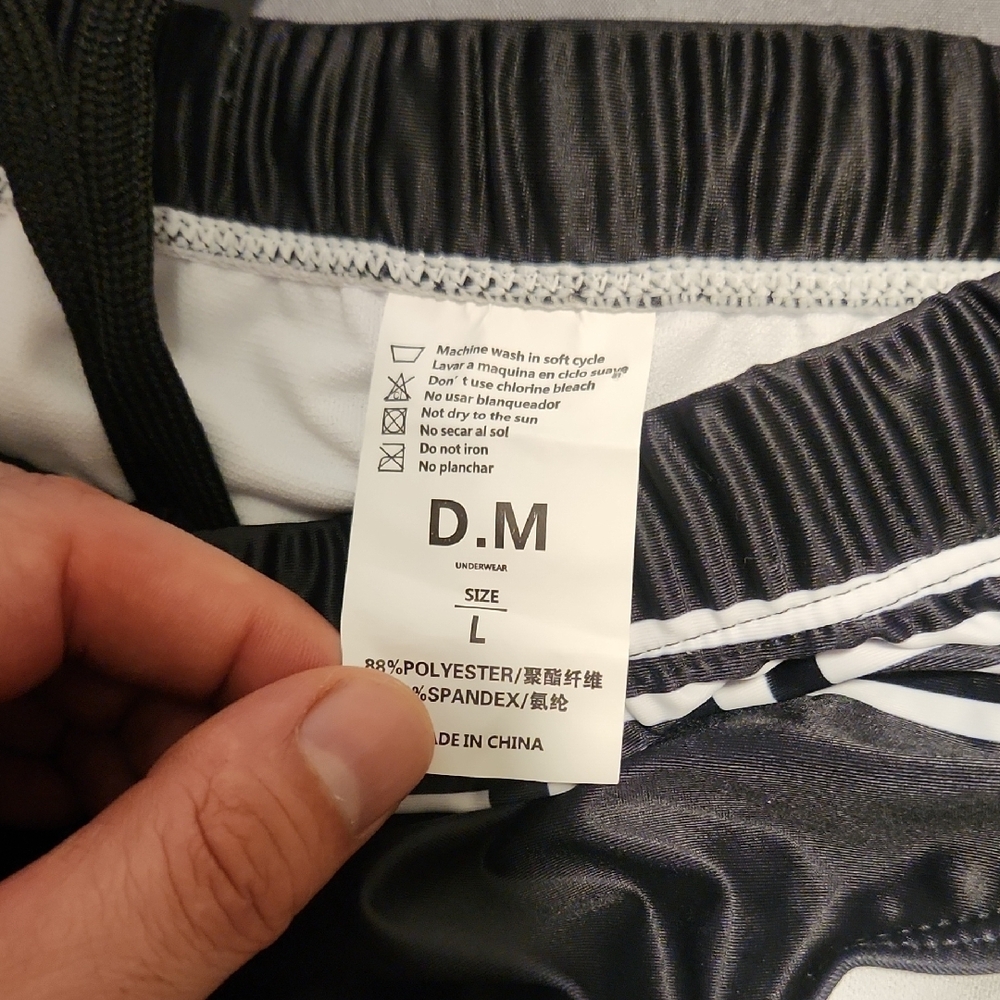 Machine wash in soft cycle
Lavar a maquina en ciclo suave
Don't use chlorine bleach
No usar blanqueador
Not dry to the sun
No secar al sol
Do not iron
No planchar
D.M
UNDERWEAR
SIZE
L
88%POLYESTER/聚酯纤维
%SPANDEX/氨纶
ADE IN CHINA